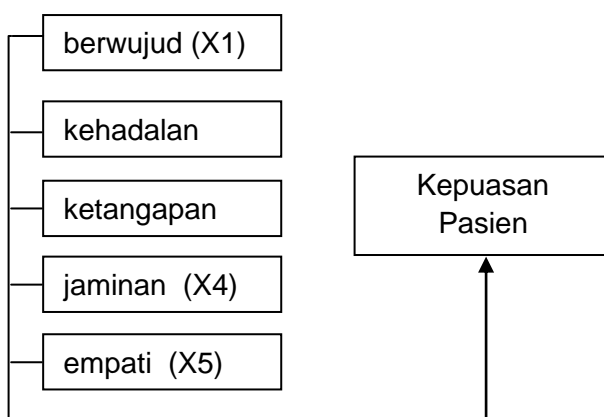 berwujud (X1)
kehadalan
ketangapan
jaminan (X4)
empati (X5)
Kepuasan
Pasien